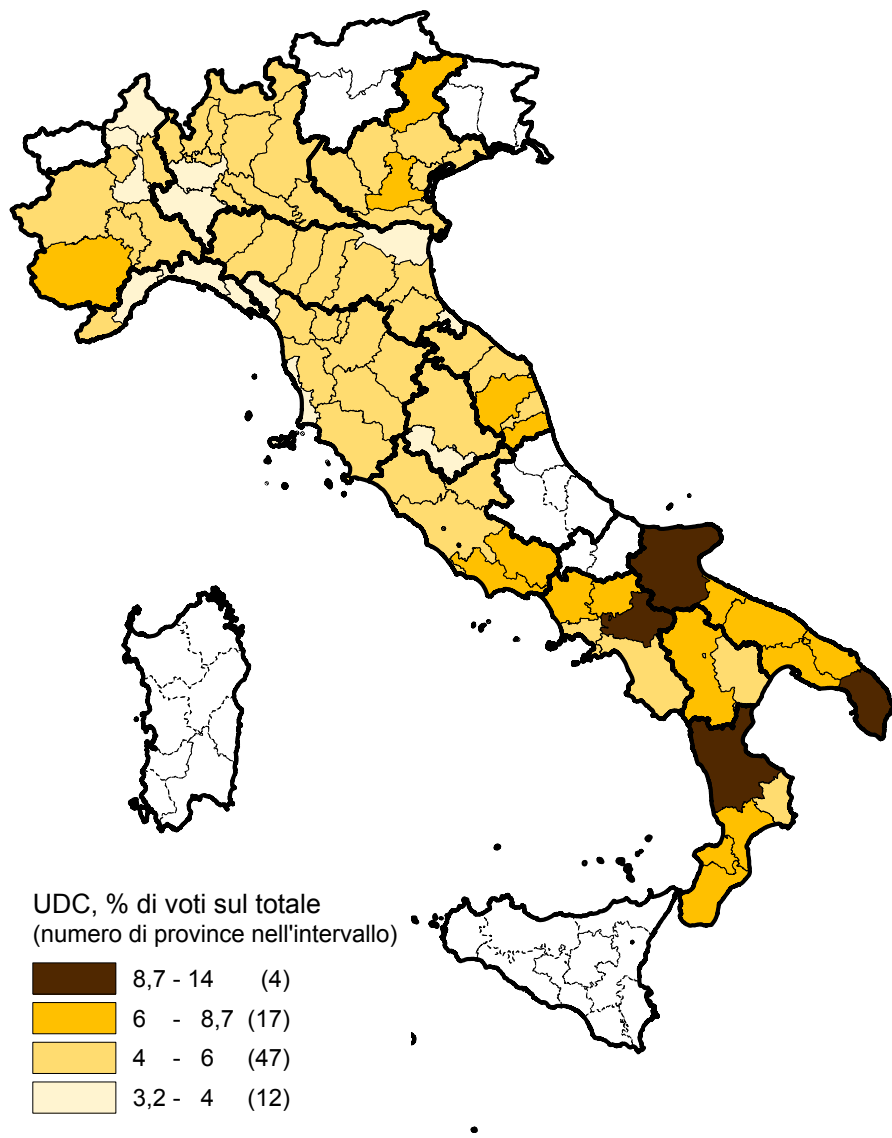 UDC, % di voti sul totale
(numero di province nell'intervallo)
8,7 - 14 (4)
6 - 8,7 (17)
4 - 6 (47)
3,2 - 4 (12)